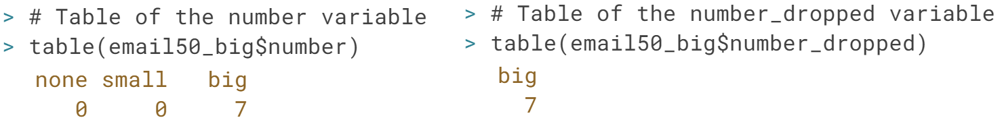 > # Table of the number variable
> table(email50_big$number)
none small big
0 0 7
> # Table of the number_dropped variable
> table(email50_big$number_dropped)
big
7